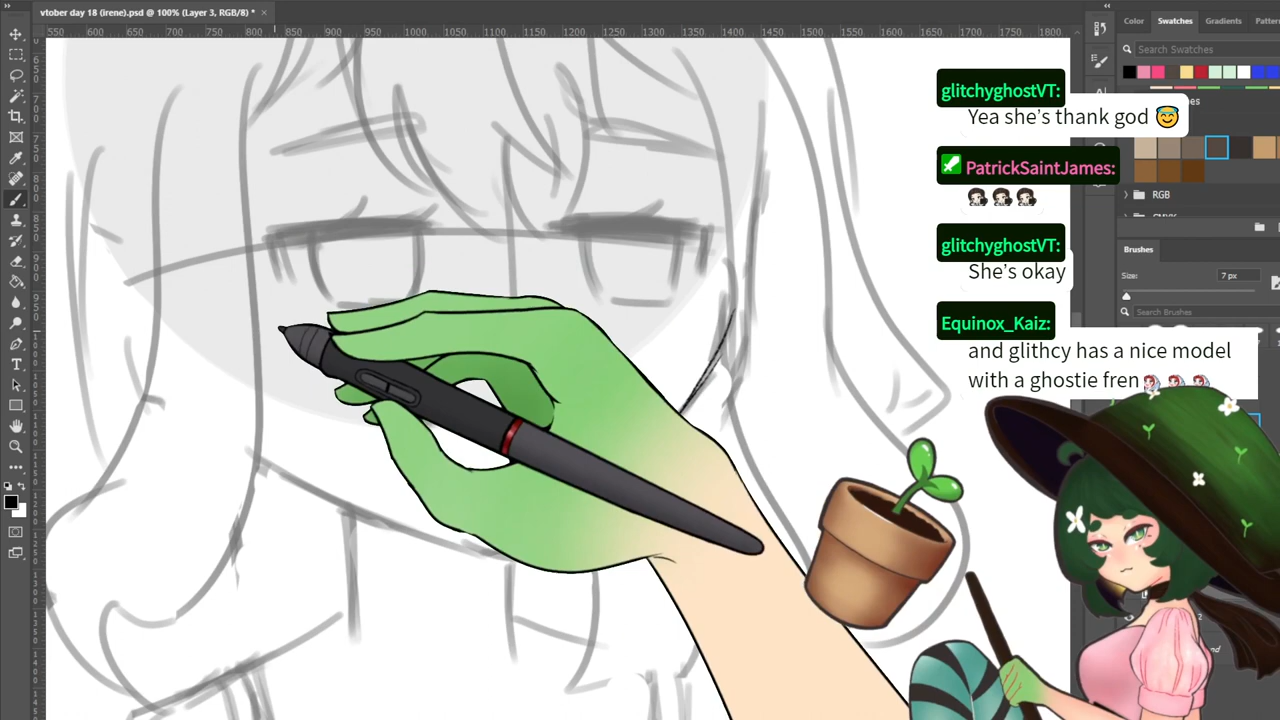 vtober day 18 (irene).psd @ 100% (Layer 3, RGB/8) *
550 600 650 700 750 800 850 900 950 1000 1050 1100 1150 1200 1250 1300 1350 1400 1450 1500 1550 1600 1650 1700 1750 1800
Color Swatches Gradients
Search Swatches
glitchyghostVT:
Yea she's thank god
PatrickSaintJames:
RGB
glitchyghostVT:
She's okay
Brushes
Size: 7 px
Search Brushes
Equinox_Kaiz:
and glithcy has a nice model
with a ghostie fren